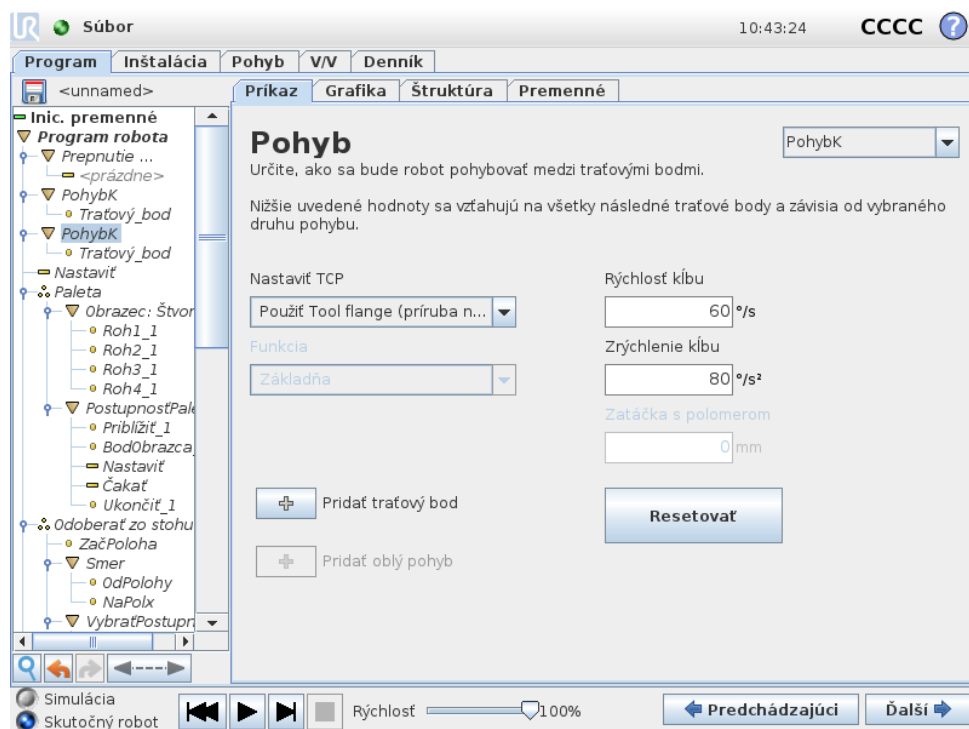 UR Súbor 10:43:24 CCCC ?
Program Inštalácia Pohyb V/V Denník
<unnamed> Príkaz Grafika Štruktúra Premenné
Inic. premenné
Program robota
Prepnutie ...
<prázdne>
PohybK
Traťový_bod
PohybK
Traťový_bod
Nastaviť
Paleta
Obrazec: Štvor
Roh1_1
Roh2_1
Roh3_1
Roh4_1
PostupnosťPale
Priblížiť_1
BodObrazca_
Nastaviť
Čakať
Ukončiť_1
Odoberať zo stohu
ZačPoloha
Smer
OdPolohy
NaPolx
VybraťPostupn
Pohyb
PohybK
Určite, ako sa bude robot pohybovať medzi traťovými bodmi.
Nižšie uvedené hodnoty sa vzťahujú na všetky následné traťové body a závisia od vybraného
druhu pohybu.
Nastaviť TCP
Použiť Tool flange (príruba n...
Funkcia
Základňa
Rýchlosť kĺbu
60 °/s
Zrýchlenie kĺbu
80 °/s²
Zatáčka s polomerom
0 mm
Pridať traťový bod
Pridať oblý pohyb
Resetovať
Simulácia
Skutočný robot
Rýchlosť 100%
Predchádzajúci Ďalší